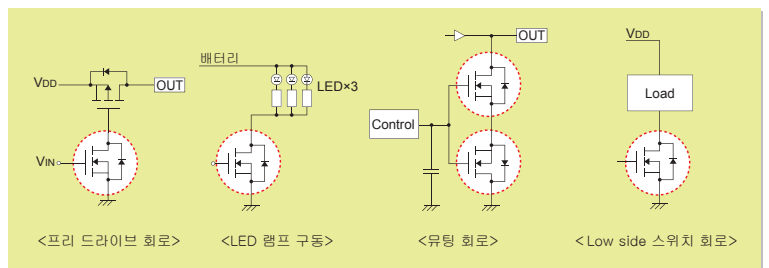 VDD
OUT
VIN
<프리 드라이브 회로>
배터리
LED×3
<LED 램프 구동>
OUT
Control
<뮤팅 회로>
VDD
Load
<Low side 스위치 회로>